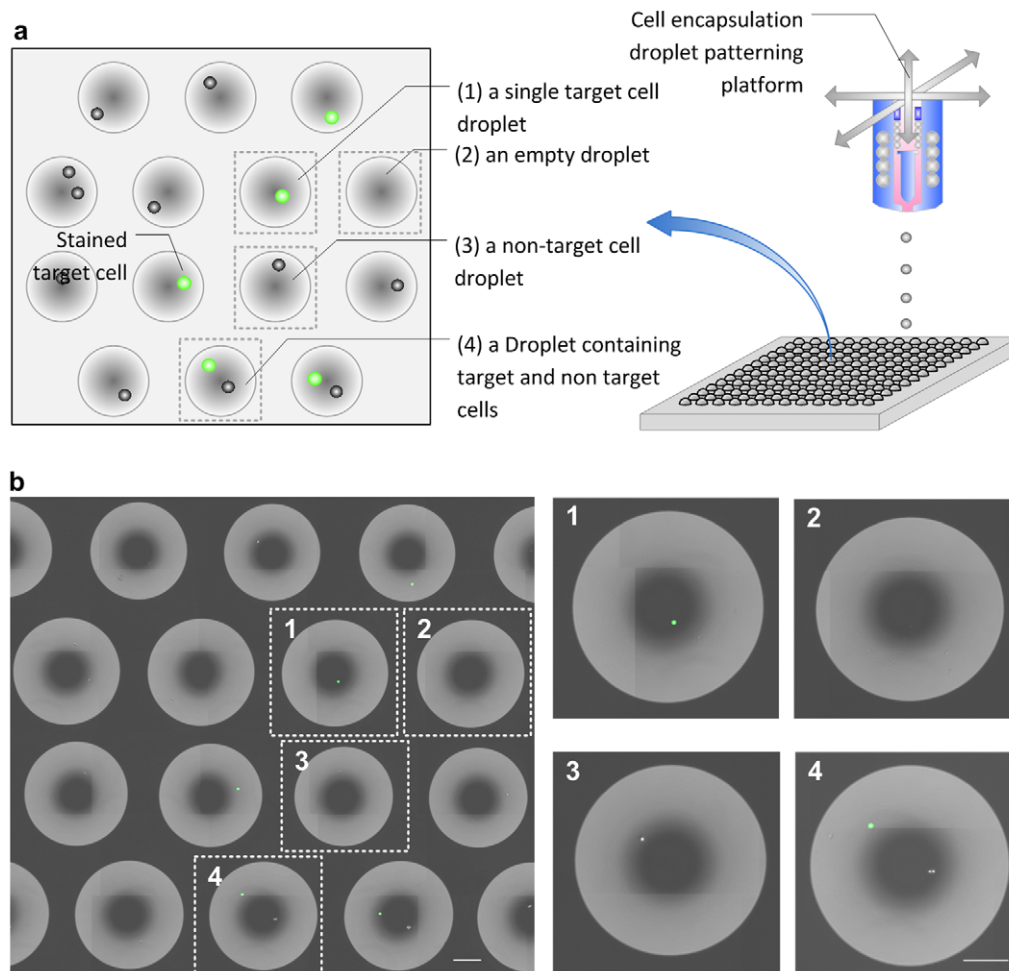 a
Cell encapsulation
droplet patterning
platform
(1) a single target cell
droplet
(2) an empty droplet
Stained
target cell
(3) a non-target cell
droplet
(4) a Droplet containing
target and non target
cells
b
1
2
3
4
1
2
3
4